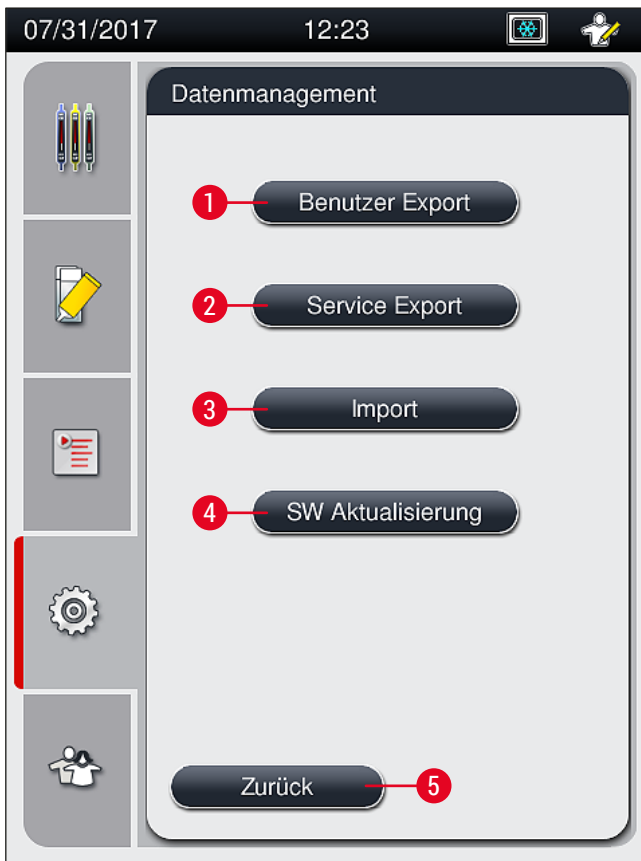 07/31/2017 12:23
Datenmanagement
1 Benutzer Export
2 Service Export
3 Import
4 SW Aktualisierung
Zurück 5